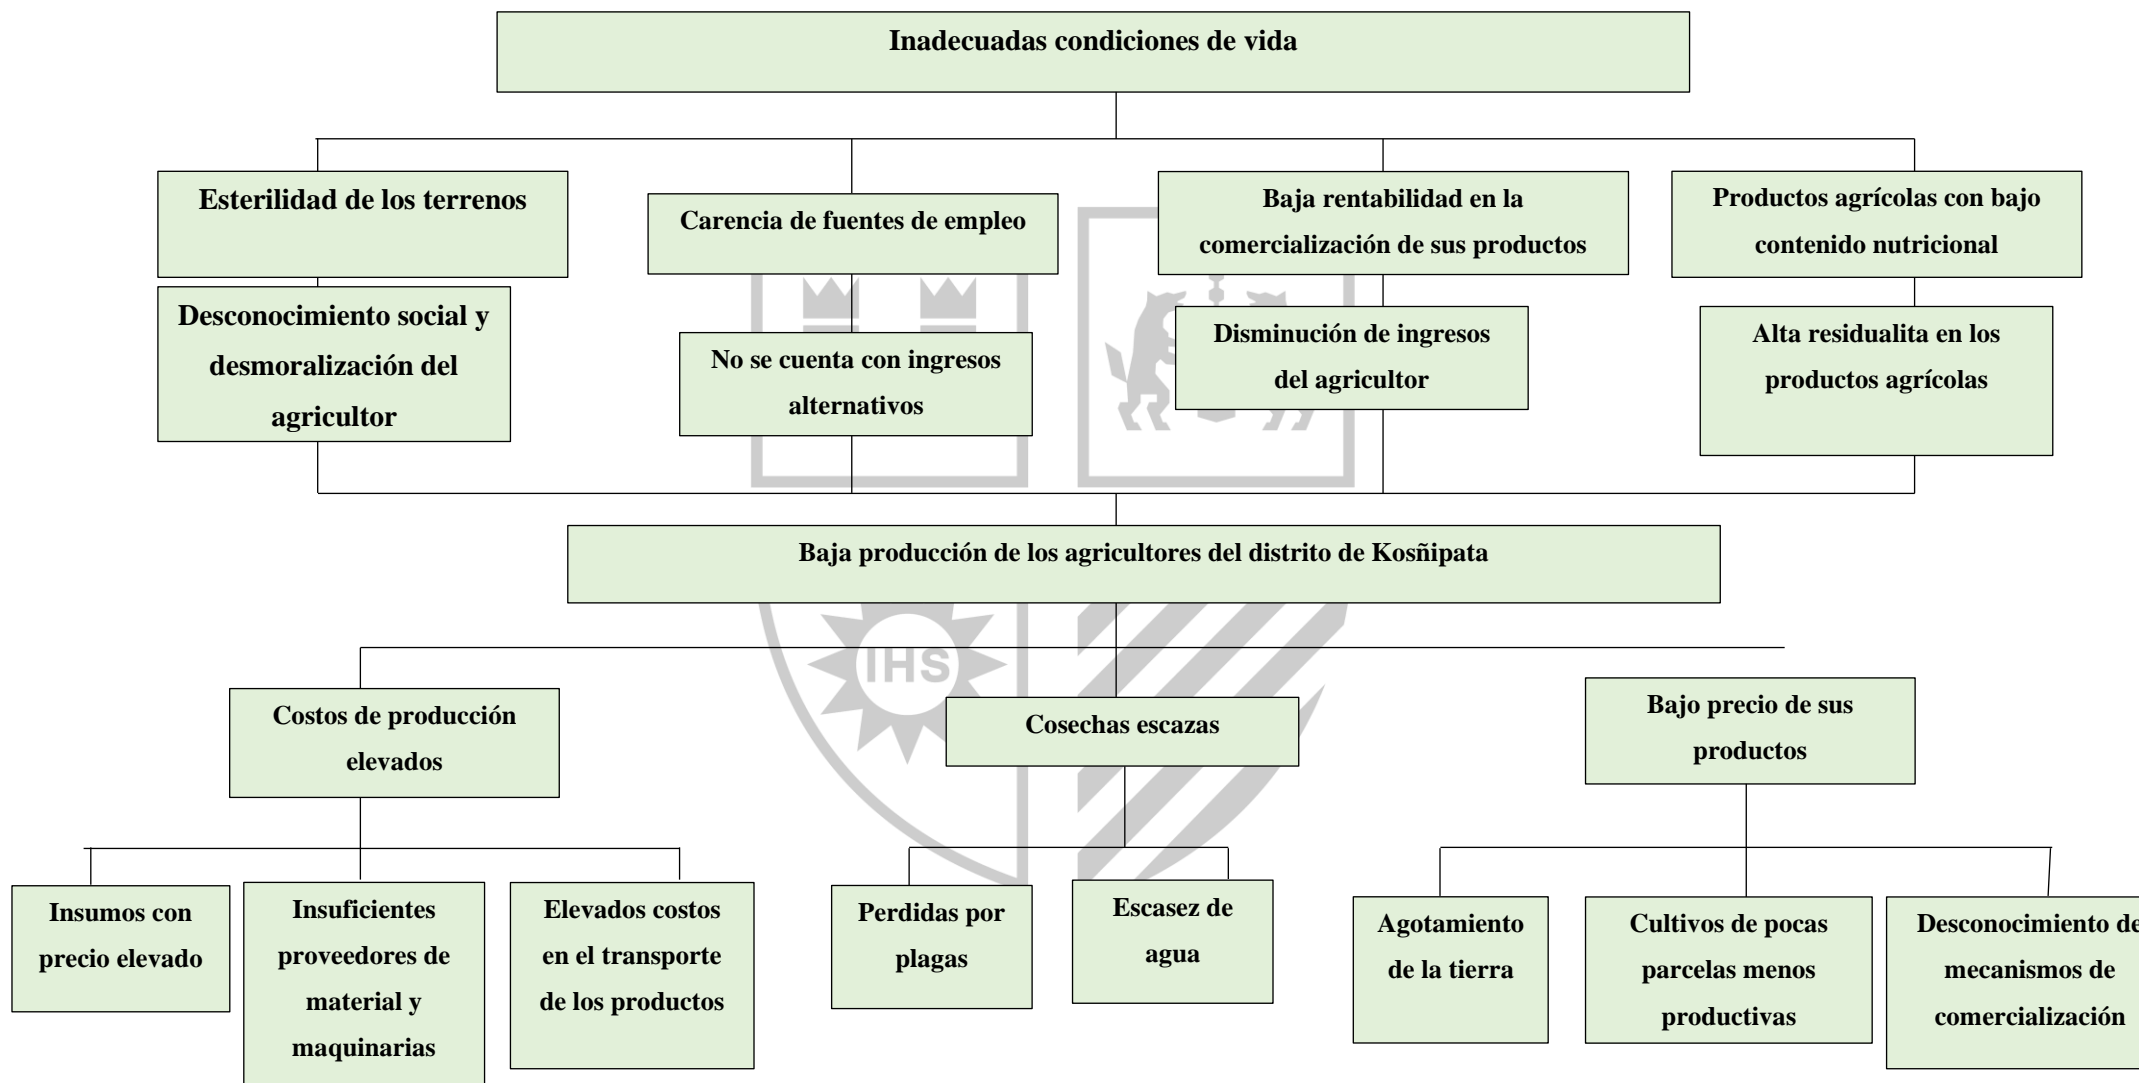 Inadecuadas condiciones de vida
Esterilidad de los terrenos
Carencia de fuentes de empleo
Baja rentabilidad en la
comercialización de sus productos
Productos agrícolas con bajo
contenido nutricional
Desconocimiento social y
desmoralización del
agricultor
No se cuenta con ingresos
alternativos
Disminución de ingresos
del agricultor
Alta residualita en los
productos agrícolas
Baja producción de los agricultores del distrito de Kosñipata
IHS
Costos de producción
elevados
Cosechas escazas
Bajo precio de sus
productos
Insumos con
precio elevado
Insuficientes
proveedores de
material y
maquinarias
Elevados costos
en el transporte
de los productos
Perdidas por
plagas
Escasez de
agua
Agotamiento
de la tierra
Cultivos de pocas
parcelas menos
productivas
Desconocimiento de
mecanismos de
comercialización